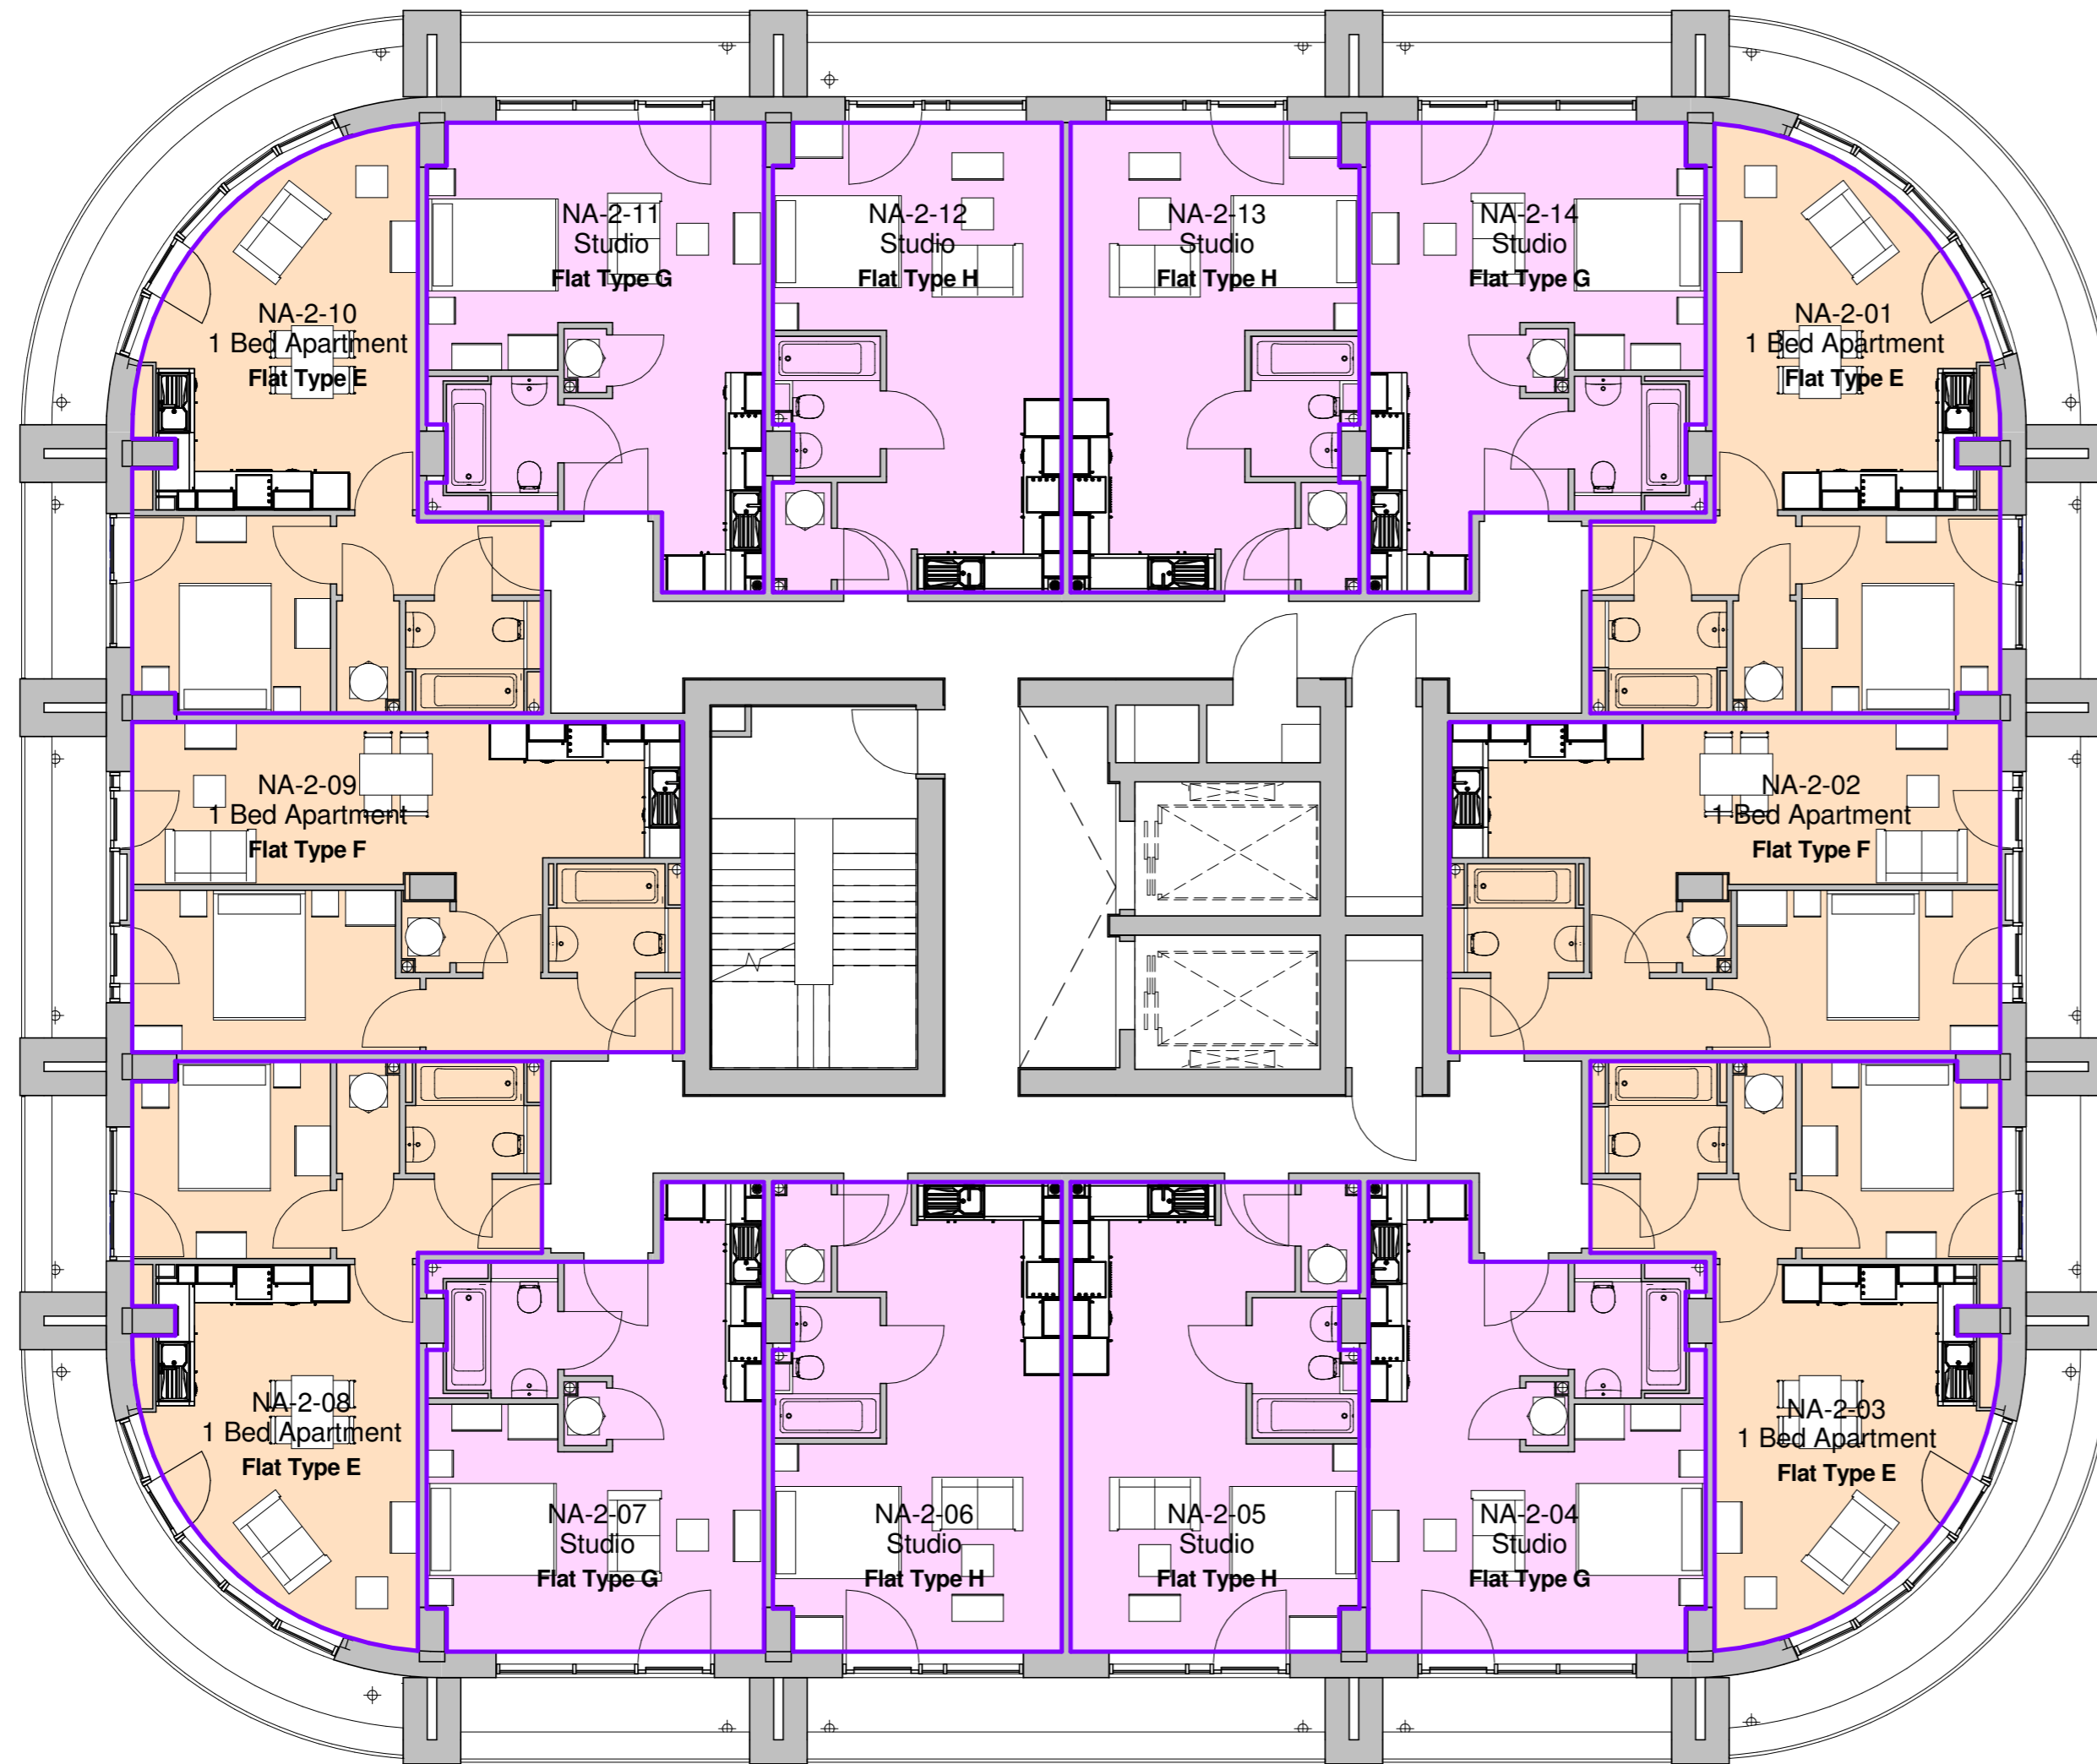 NA-2-11
Studio
Flat Type G
NA-2-12
Studio
Flat Type H
NA-2-13
Studio
Flat Type H
NA-2-14
Studio
Flat Type G
NA-2-10
1 Bed Apartment
Flat Type E
NA-2-01
1 Bed Apartment
Flat Type E
NA-2-09
1 Bed Apartment
Flat Type F
NA-2-02
1 Bed Apartment
Flat Type F
NA-2-08
1 Bed Apartment
Flat Type E
NA-2-03
1 Bed Apartment
Flat Type E
NA-2-07
Studio
Flat Type G
NA-2-06
Studio
Flat Type H
NA-2-05
Studio
Flat Type H
NA-2-04
Studio
Flat Type G